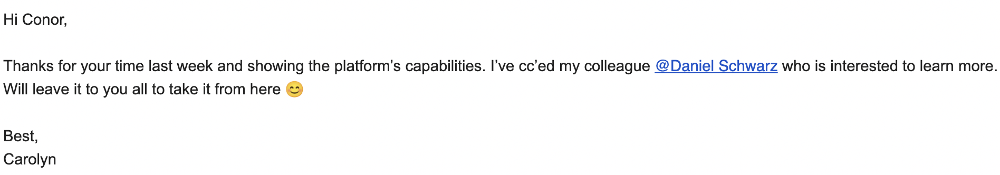 Hi Conor,
Thanks for your time last week and showing the platform’s capabilities. I’ve cc’ed my colleague @Daniel Schwarz who is interested to learn more.
Will leave it to you all to take it from here 😊
Best,
Carolyn